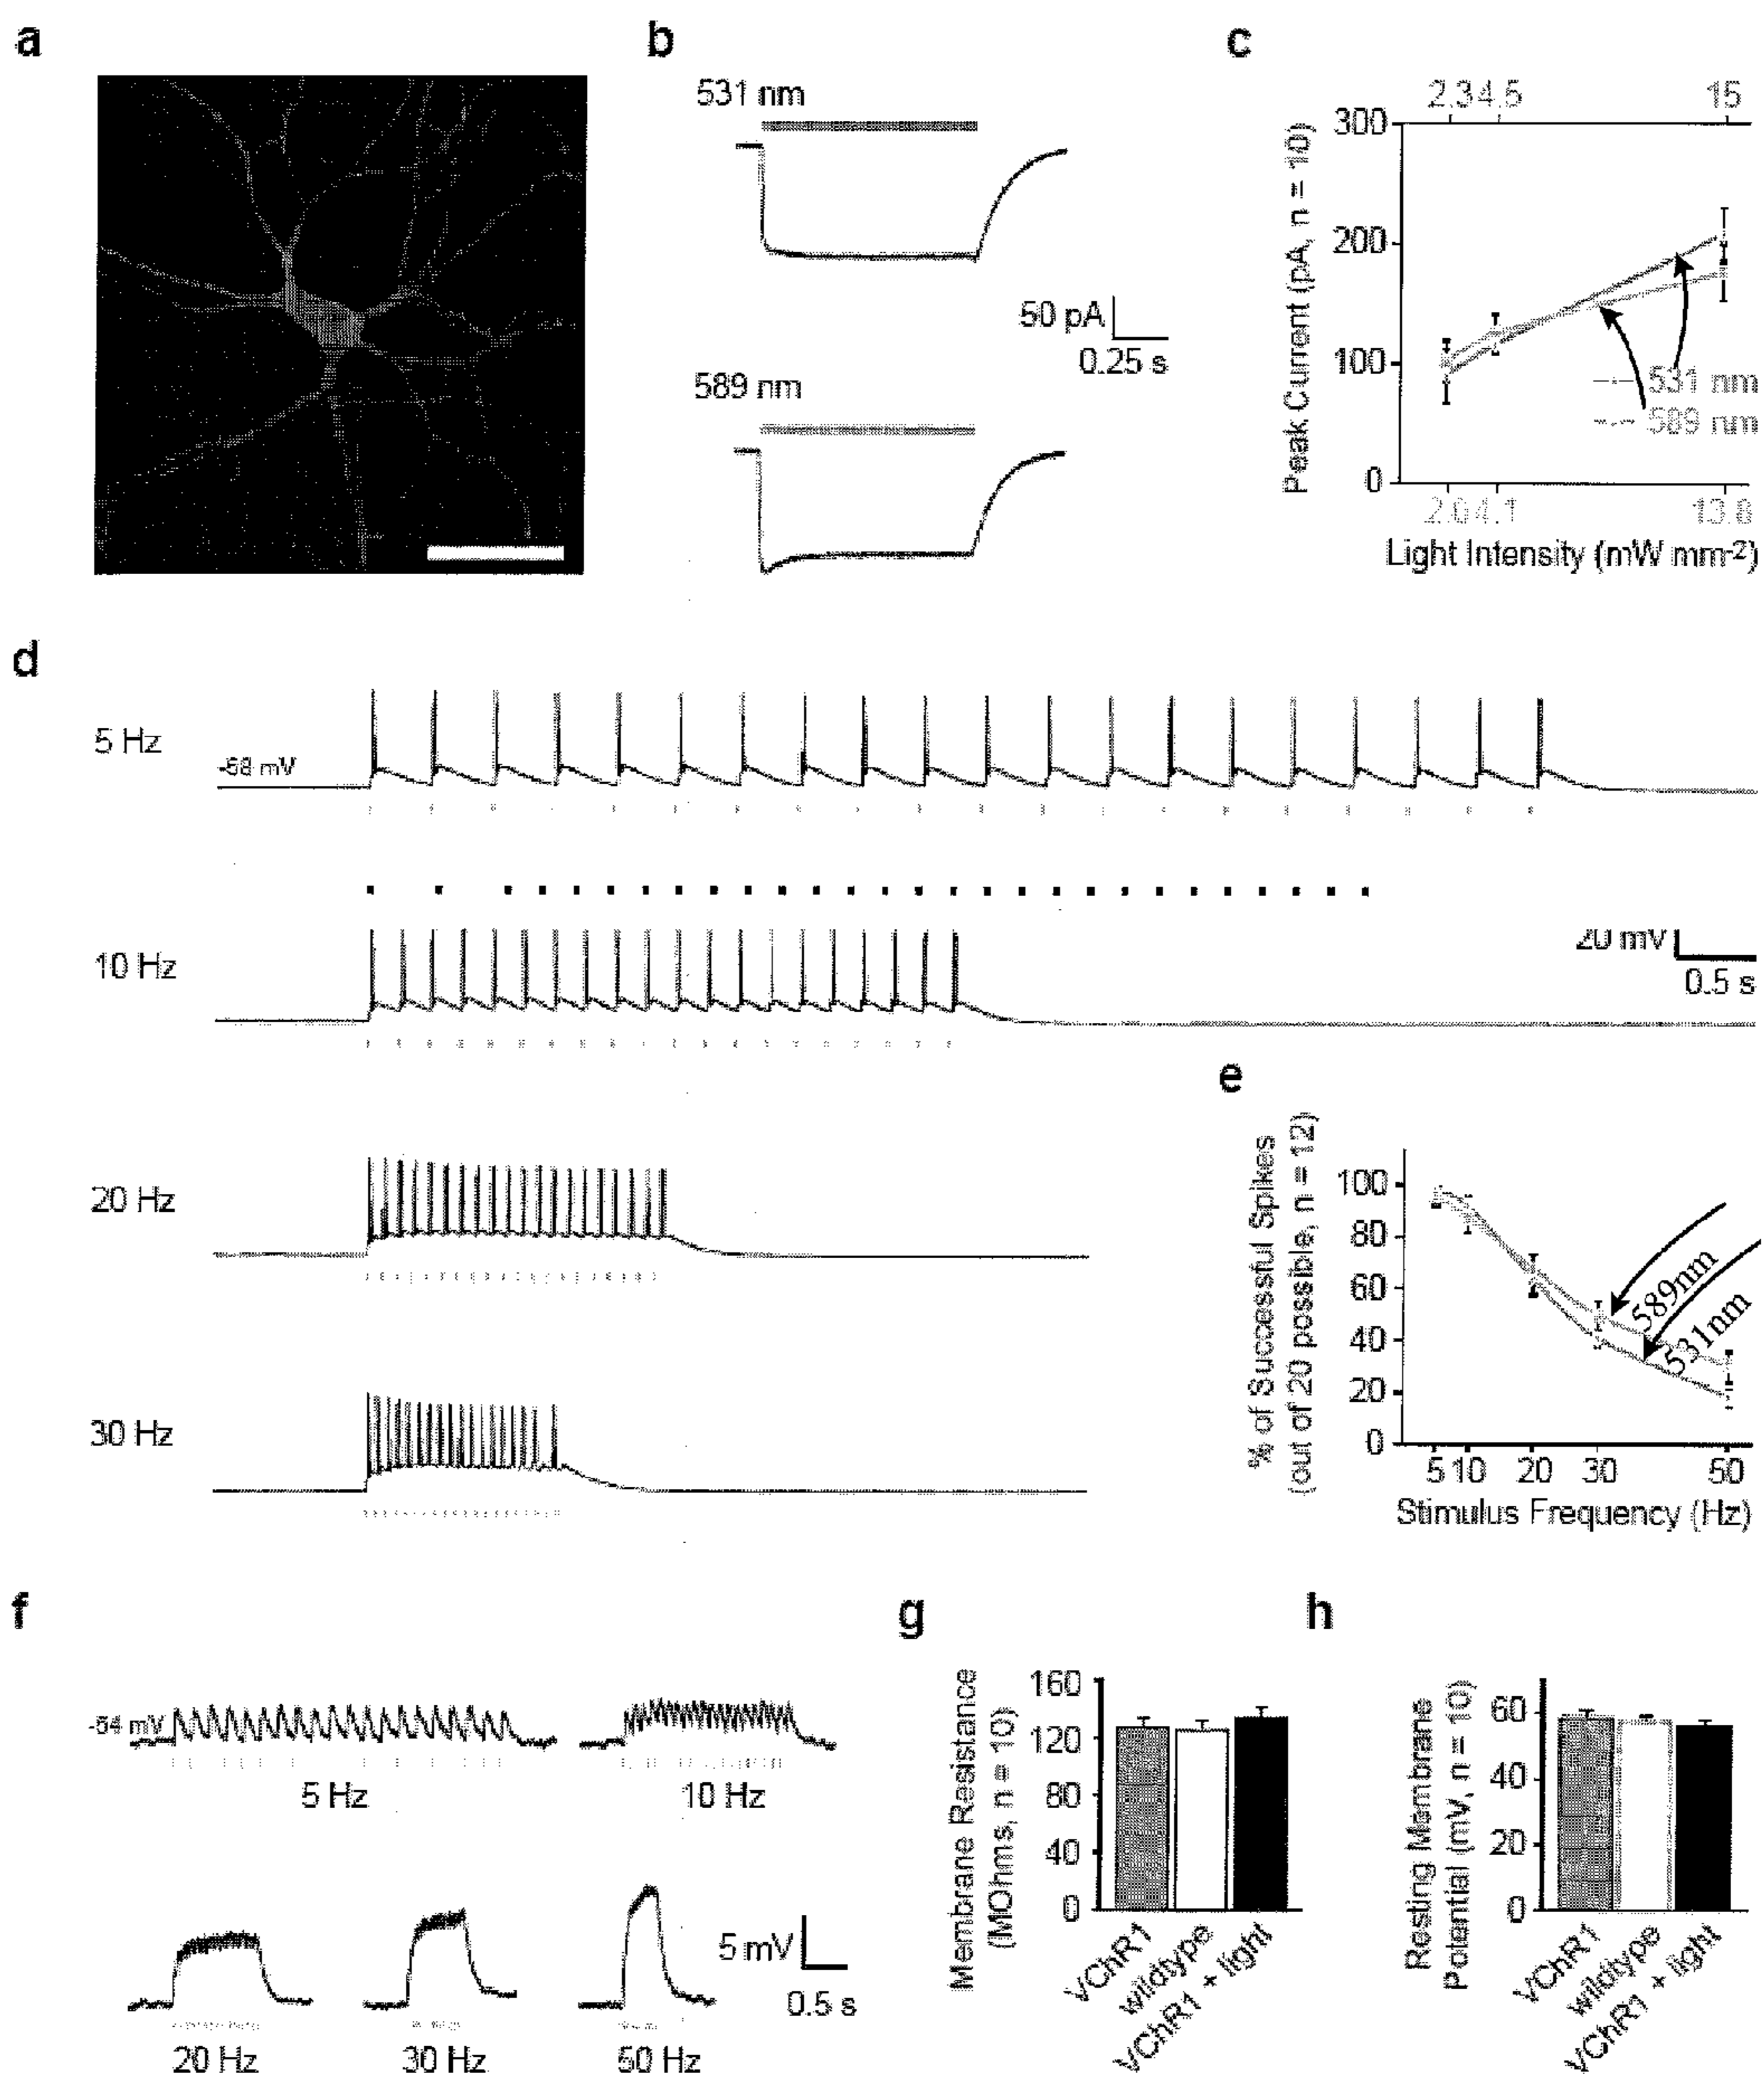 a
b
531 nm
50 pA
0.25 s
589 nm
c
2.3 4.5 15
300
200
100
0
Peak Current (pA, n = 10)
531 nm
589 nm
2.0 4.1 13.8
Light Intensity (mW mm-2)
d
5 Hz
-68 mV
10 Hz
20 mV
0.5 s
20 Hz
30 Hz
e
% of Successful Spikes
(out of 20 possible, n = 12)
100
80
60
40
20
0
589nm
531nm
5 10 20 30 50
Stimulus Frequency (Hz)
f
-64 mV
5 Hz
10 Hz
5 mV
0.5 s
20 Hz
30 Hz
50 Hz
g
Membrane Resistance
(MOhms, n = 10)
160
120
80
40
0
VChR1
wildtype
VChR1 + light
h
Resting Membrane
Potential (mV, n = 10)
60
40
20
0
VChR1
wildtype
VChR1 + light